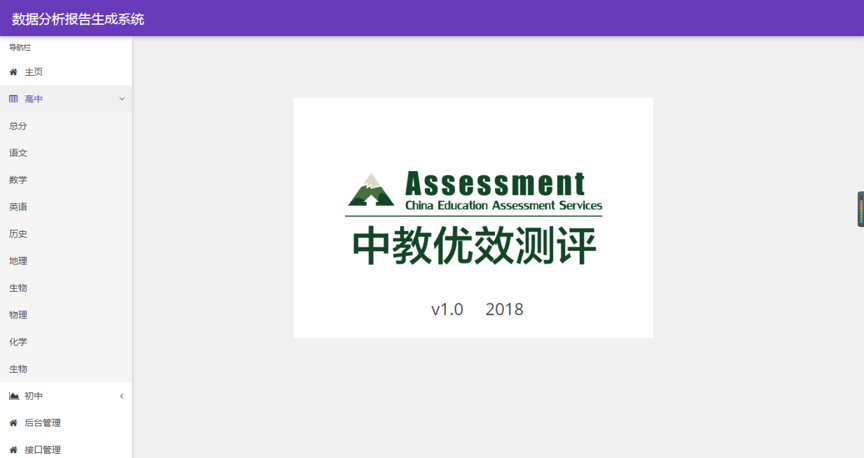 数据分析报告生成系统
导航栏
主页
高中
总分
语文
数学
英语
历史
地理
生物
物理
化学
生物
初中
后台管理
接口管理
Assessment
China Education Assessment Services
中教优效测评
v1.0 2018